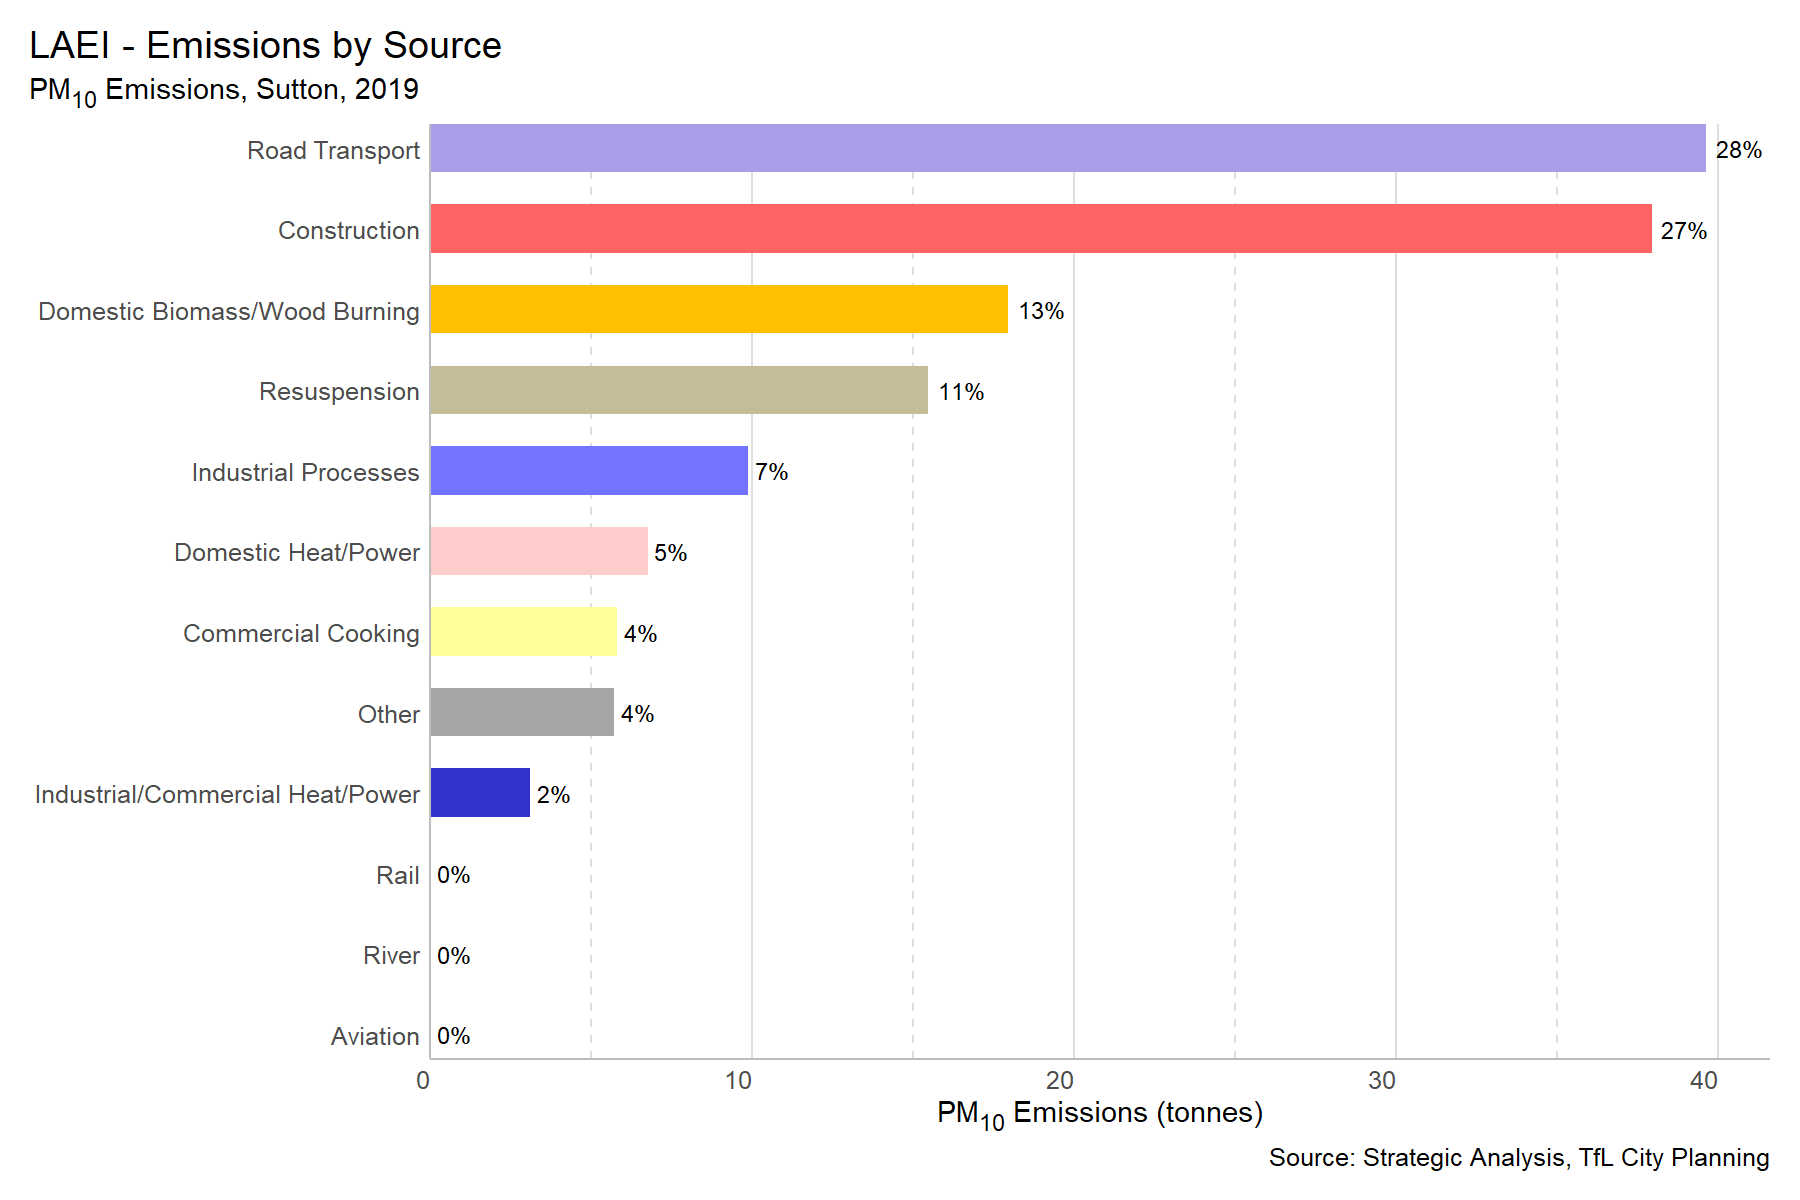 LAEI - Emissions by Source
PM10 Emissions, Sutton, 2019
Road Transport 28%
Construction 27%
Domestic Biomass/Wood Burning 13%
Resuspension 11%
Industrial Processes 7%
Domestic Heat/Power 5%
Commercial Cooking 4%
Other 4%
Industrial/Commercial Heat/Power 2%
Rail 0%
River 0%
Aviation 0%
0 10 20 30 40
PM10 Emissions (tonnes)
Source: Strategic Analysis, TfL City Planning